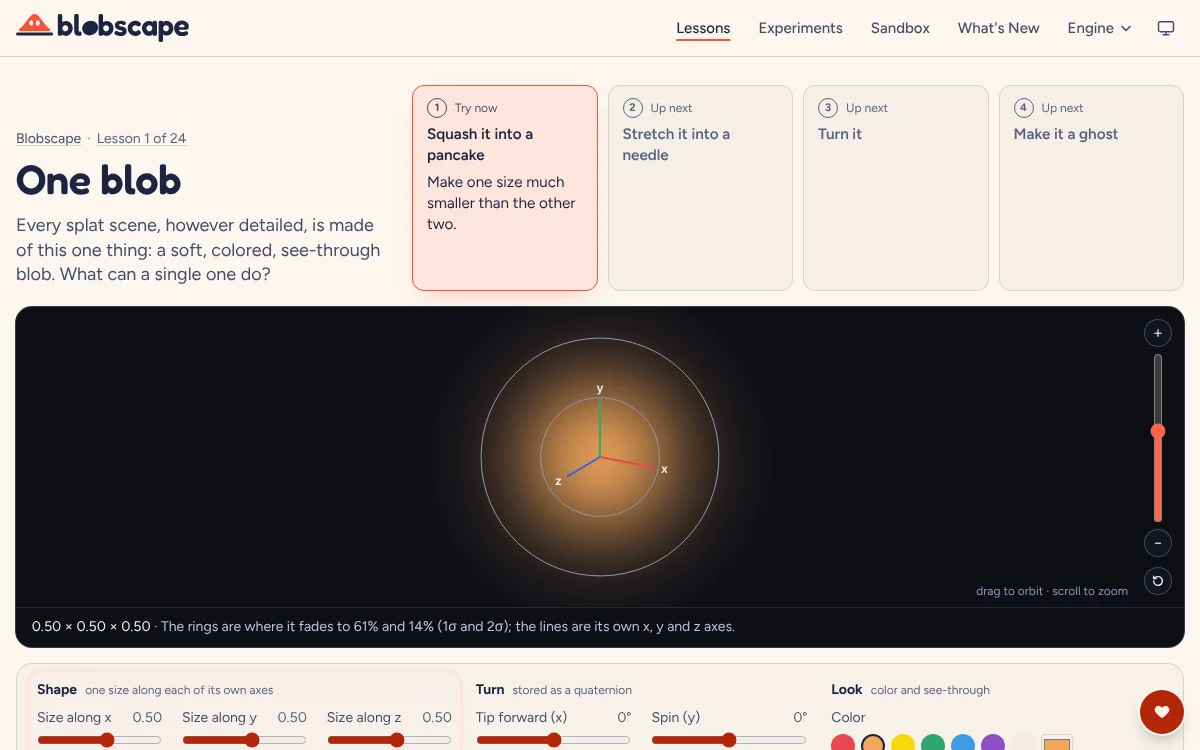 blobscape
Lessons
Experiments
Sandbox
What's New
Engine
Blobscape · Lesson 1 of 24
One blob
Every splat scene, however detailed, is made
of this one thing: a soft, colored, see-through
blob. What can a single one do?
1 Try now
Squash it into a
pancake
Make one size much
smaller than the other
two.
2 Up next
Stretch it into a
needle
3 Up next
Turn it
4 Up next
Make it a ghost
y
x
z
+
−
drag to orbit · scroll to zoom
0.50 × 0.50 × 0.50 · The rings are where it fades to 61% and 14% (1σ and 2σ); the lines are its own x, y and z axes.
Shape one size along each of its own axes
Size along x 0.50
Size along y 0.50
Size along z 0.50
Turn stored as a quaternion
Tip forward (x) 0°
Spin (y) 0°
Look color and see-through
Color